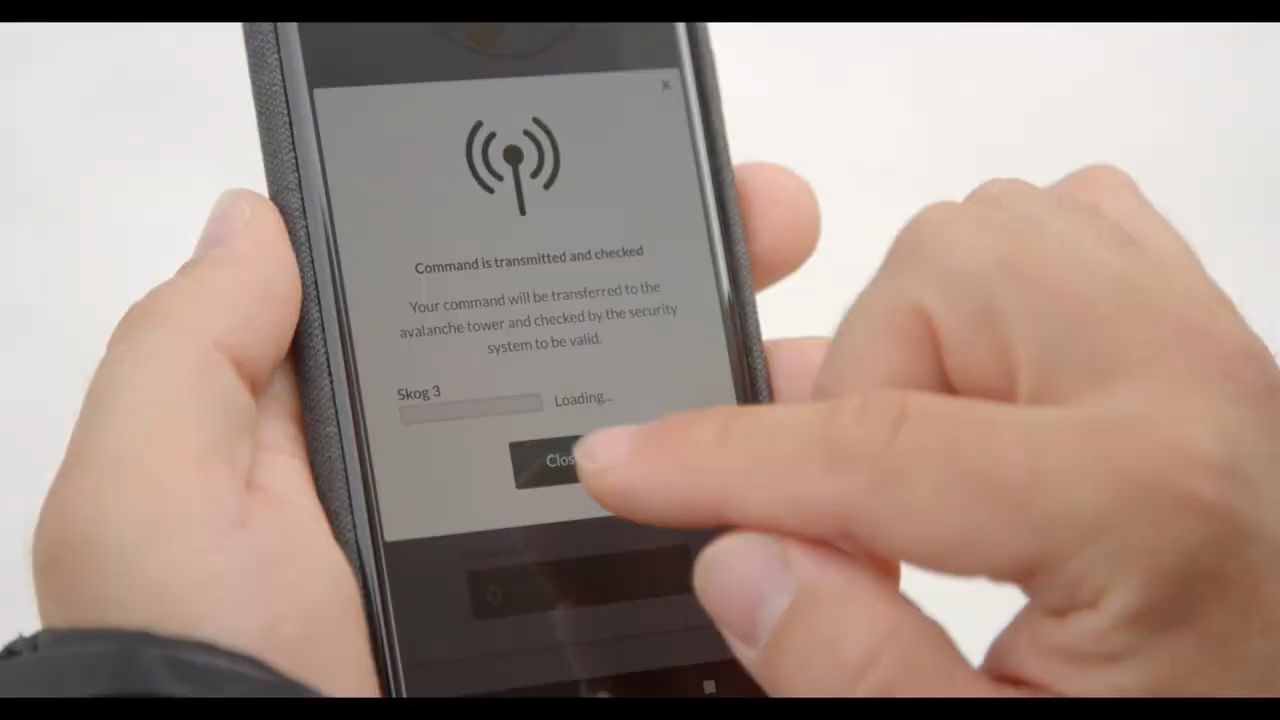 Command is transmitted and checked
Your command will be transferred to the
avalanche tower and checked by the security
system to be valid.
Skog 3
Loading...
Clos